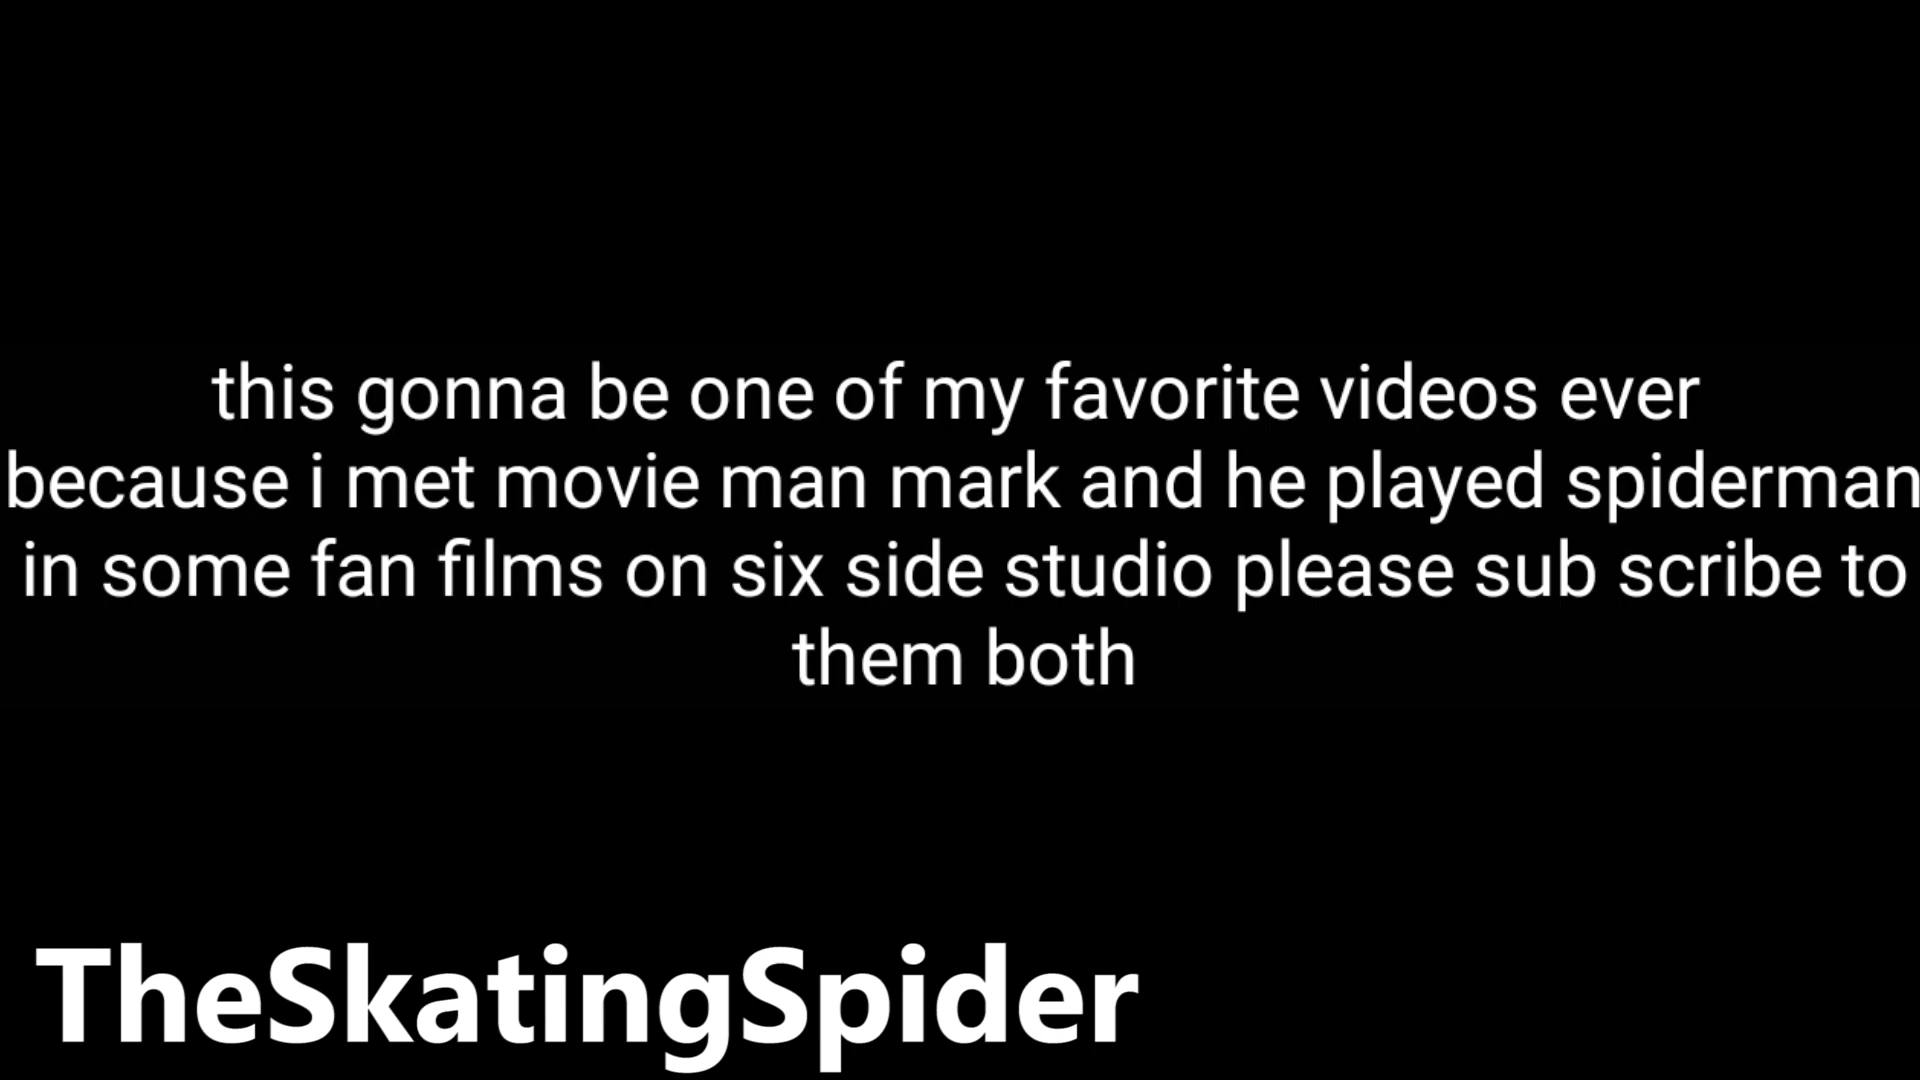 this gonna be one of my favorite videos ever
because i met movie man mark and he played spiderman
in some fan films on six side studio please sub scribe to
them both
TheSkatingSpider